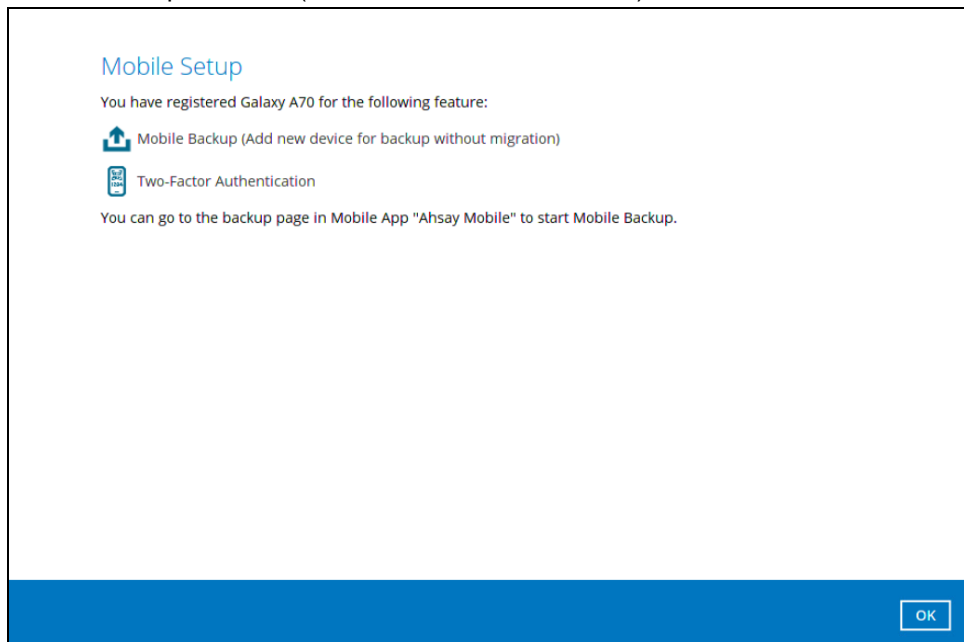 Mobile Setup
You have registered Galaxy A70 for the following feature:
Mobile Backup (Add new device for backup without migration)
Two-Factor Authentication
You can go to the backup page in Mobile App "Ahsay Mobile" to start Mobile Backup.
OK